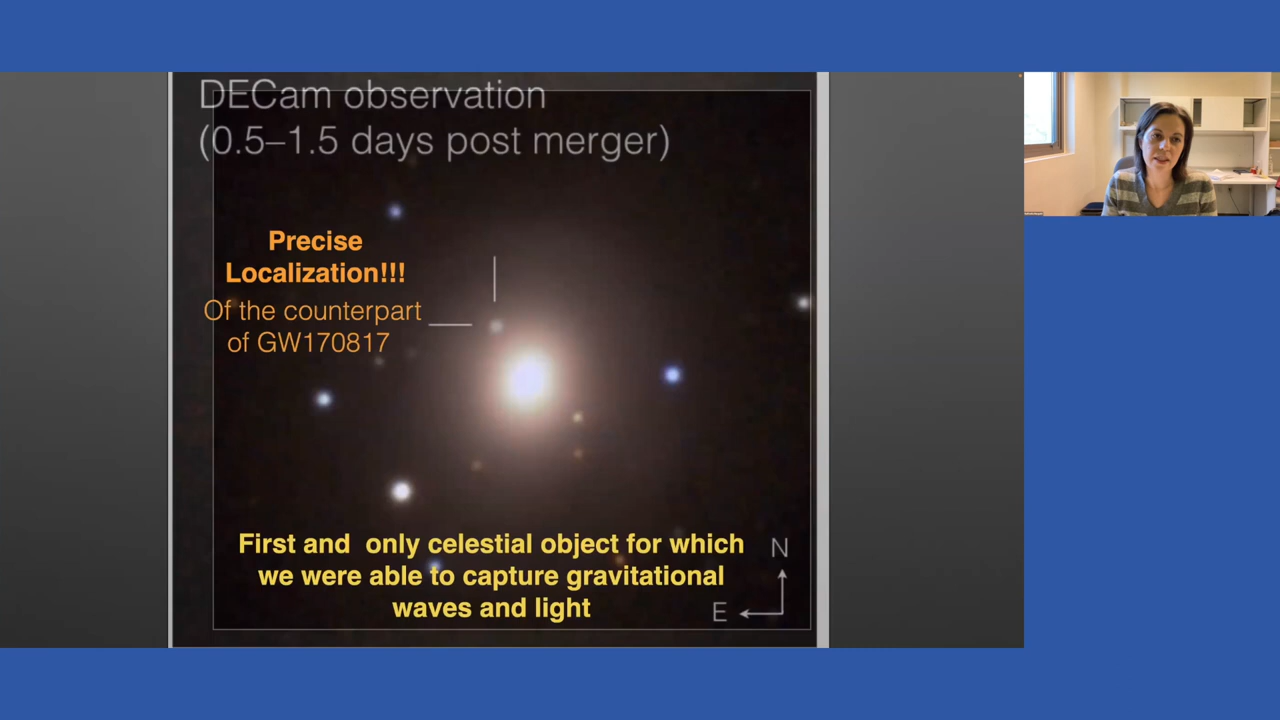 DECam observation
(0.5–1.5 days post merger)
Precise
Localization!!!
Of the counterpart
of GW170817
First and  only celestial object for which
we were able to capture gravitational
waves and light
N
E